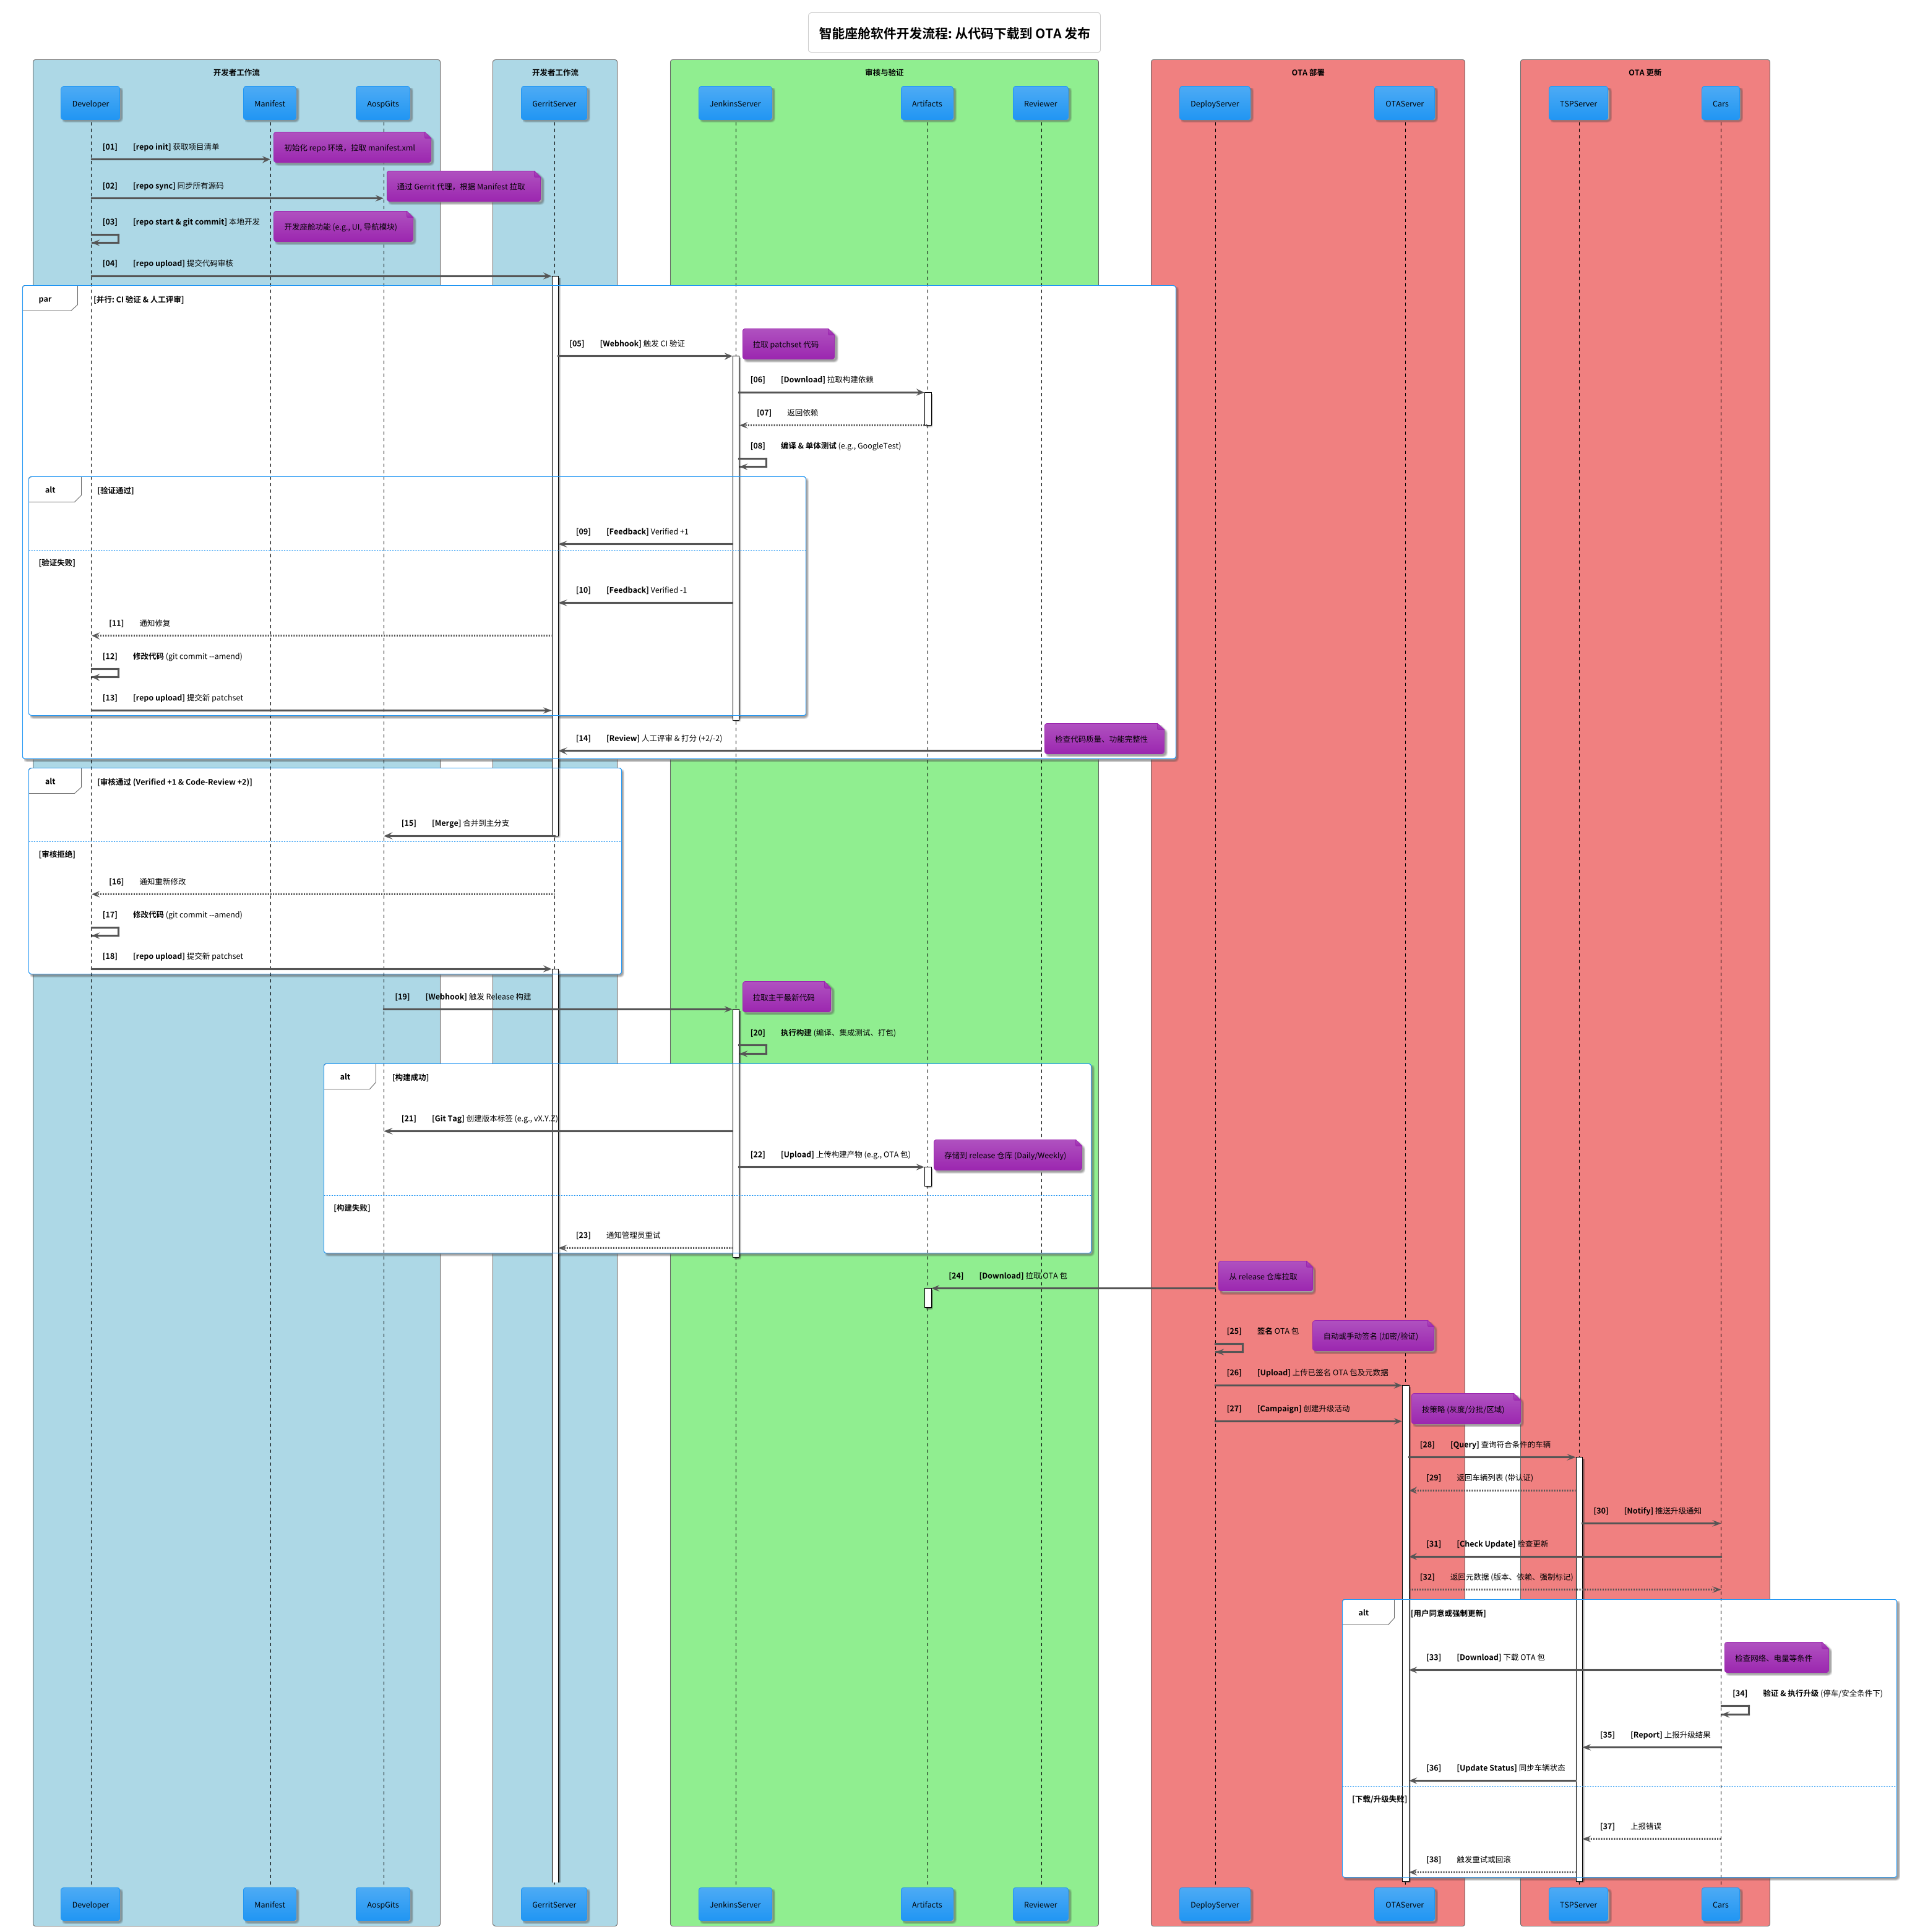 智能座舱软件开发流程: 从代码下载到 OTA 发布
开发者工作流
开发者工作流
审核与验证
OTA 部署
OTA 更新
Developer
Manifest
AospGits
GerritServer
JenkinsServer
Artifacts
Reviewer
DeployServer
OTAServer
TSPServer
Cars
[01] [repo init] 获取项目清单
初始化 repo 环境，拉取 manifest.xml
[02] [repo sync] 同步所有源码
通过 Gerrit 代理，根据 Manifest 拉取
[03] [repo start & git commit] 本地开发
开发座舱功能 (e.g., UI, 导航模块)
[04] [repo upload] 提交代码审核
par [并行: CI 验证 & 人工评审]
[05] [Webhook] 触发 CI 验证
拉取 patchset 代码
[06] [Download] 拉取构建依赖
[07] 返回依赖
[08] 编译 & 单体测试 (e.g., GoogleTest)
alt [验证通过]
[09] [Feedback] Verified +1
[验证失败]
[10] [Feedback] Verified -1
[11] 通知修复
[12] 修改代码 (git commit --amend)
[13] [repo upload] 提交新 patchset
[14] [Review] 人工评审 & 打分 (+2/-2)
检查代码质量、功能完整性
alt [审核通过 (Verified +1 & Code-Review +2)]
[15] [Merge] 合并到主分支
[审核拒绝]
[16] 通知重新修改
[17] 修改代码 (git commit --amend)
[18] [repo upload] 提交新 patchset
[19] [Webhook] 触发 Release 构建
拉取主干最新代码
[20] 执行构建 (编译、集成测试、打包)
alt [构建成功]
[21] [Git Tag] 创建版本标签 (e.g., vX.Y.Z)
[22] [Upload] 上传构建产物 (e.g., OTA 包)
存储到 release 仓库 (Daily/Weekly)
[构建失败]
[23] 通知管理员重试
[24] [Download] 拉取 OTA 包
从 release 仓库拉取
[25] 签名 OTA 包
自动或手动签名 (加密/验证)
[26] [Upload] 上传已签名 OTA 包及元数据
[27] [Campaign] 创建升级活动
按策略 (灰度/分批/区域)
[28] [Query] 查询符合条件的车辆
[29] 返回车辆列表 (带认证)
[30] [Notify] 推送升级通知
[31] [Check Update] 检查更新
[32] 返回元数据 (版本、依赖、强制标记)
alt [用户同意或强制更新]
[33] [Download] 下载 OTA 包
检查网络、电量等条件
[34] 验证 & 执行升级 (停车/安全条件下)
[35] [Report] 上报升级结果
[36] [Update Status] 同步车辆状态
[下载/升级失败]
[37] 上报错误
[38] 触发重试或回滚
Developer
Manifest
AospGits
GerritServer
JenkinsServer
Artifacts
Reviewer
DeployServer
OTAServer
TSPServer
Cars